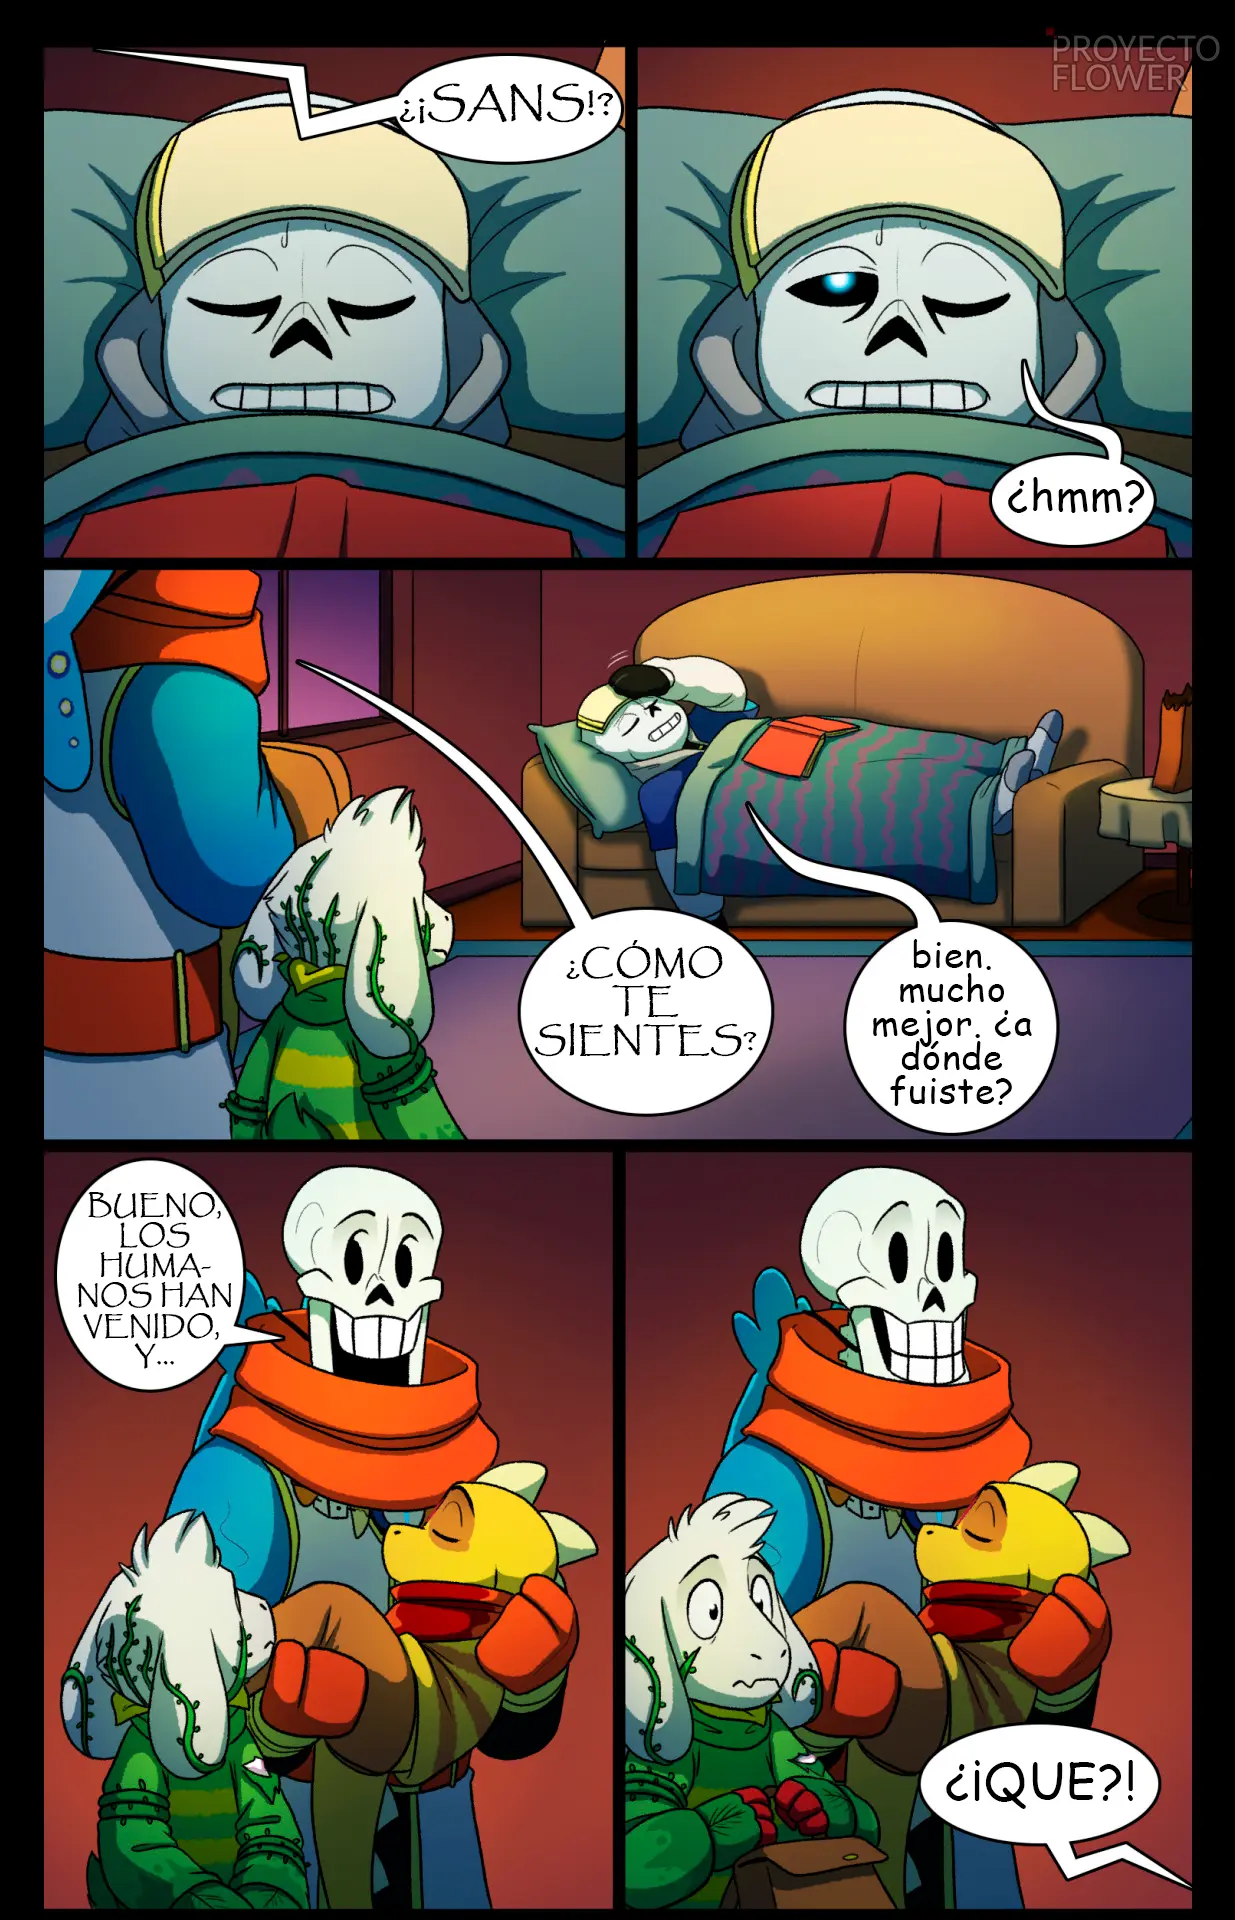 PROYECTO
FLOWER
¿¡SANS!?
¿hmm?
¿CÓMO
TE
SIENTES?
bien.
mucho
mejor. ¿a
dónde
fuiste?
BUENO,
LOS
HUMA-
NOS HAN
VENIDO,
Y...
¿¡QUE?!